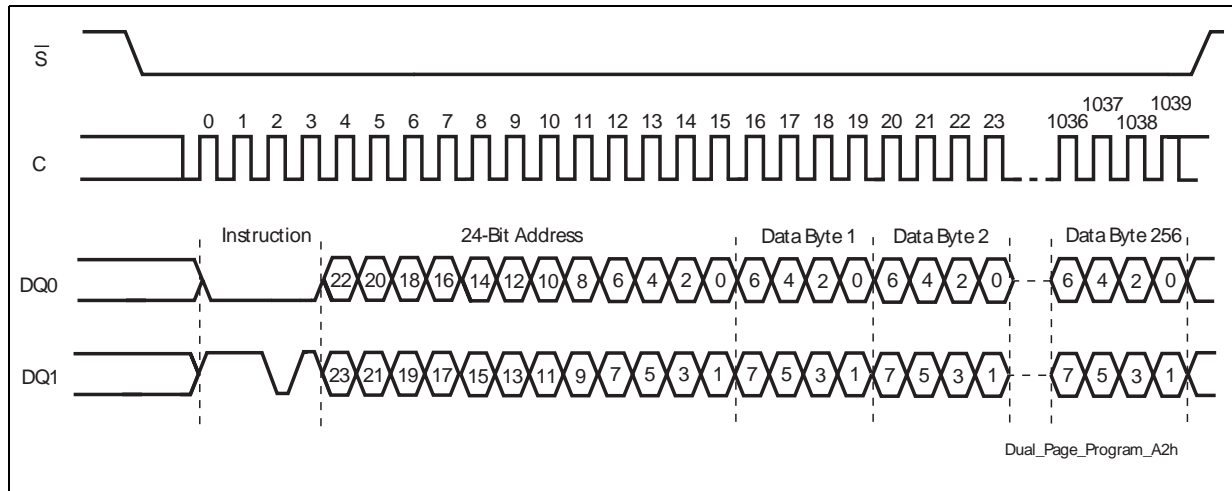 S
1037 1039
0 1 2 3 4 5 6 7 8 9 10 11 12 13 14 15 16 17 18 19 20 21 22 23 1036 1038
C
Instruction 24-Bit Address Data Byte 1 Data Byte 2 Data Byte 256
DQ0 22 20 18 16 14 12 10 8 6 4 2 0 6 4 2 0 6 4 2 0 6 4 2 0
DQ1 23 21 19 17 15 13 11 9 7 5 3 1 7 5 3 1 7 5 3 1 7 5 3 1
Dual_Page_Program_A2h